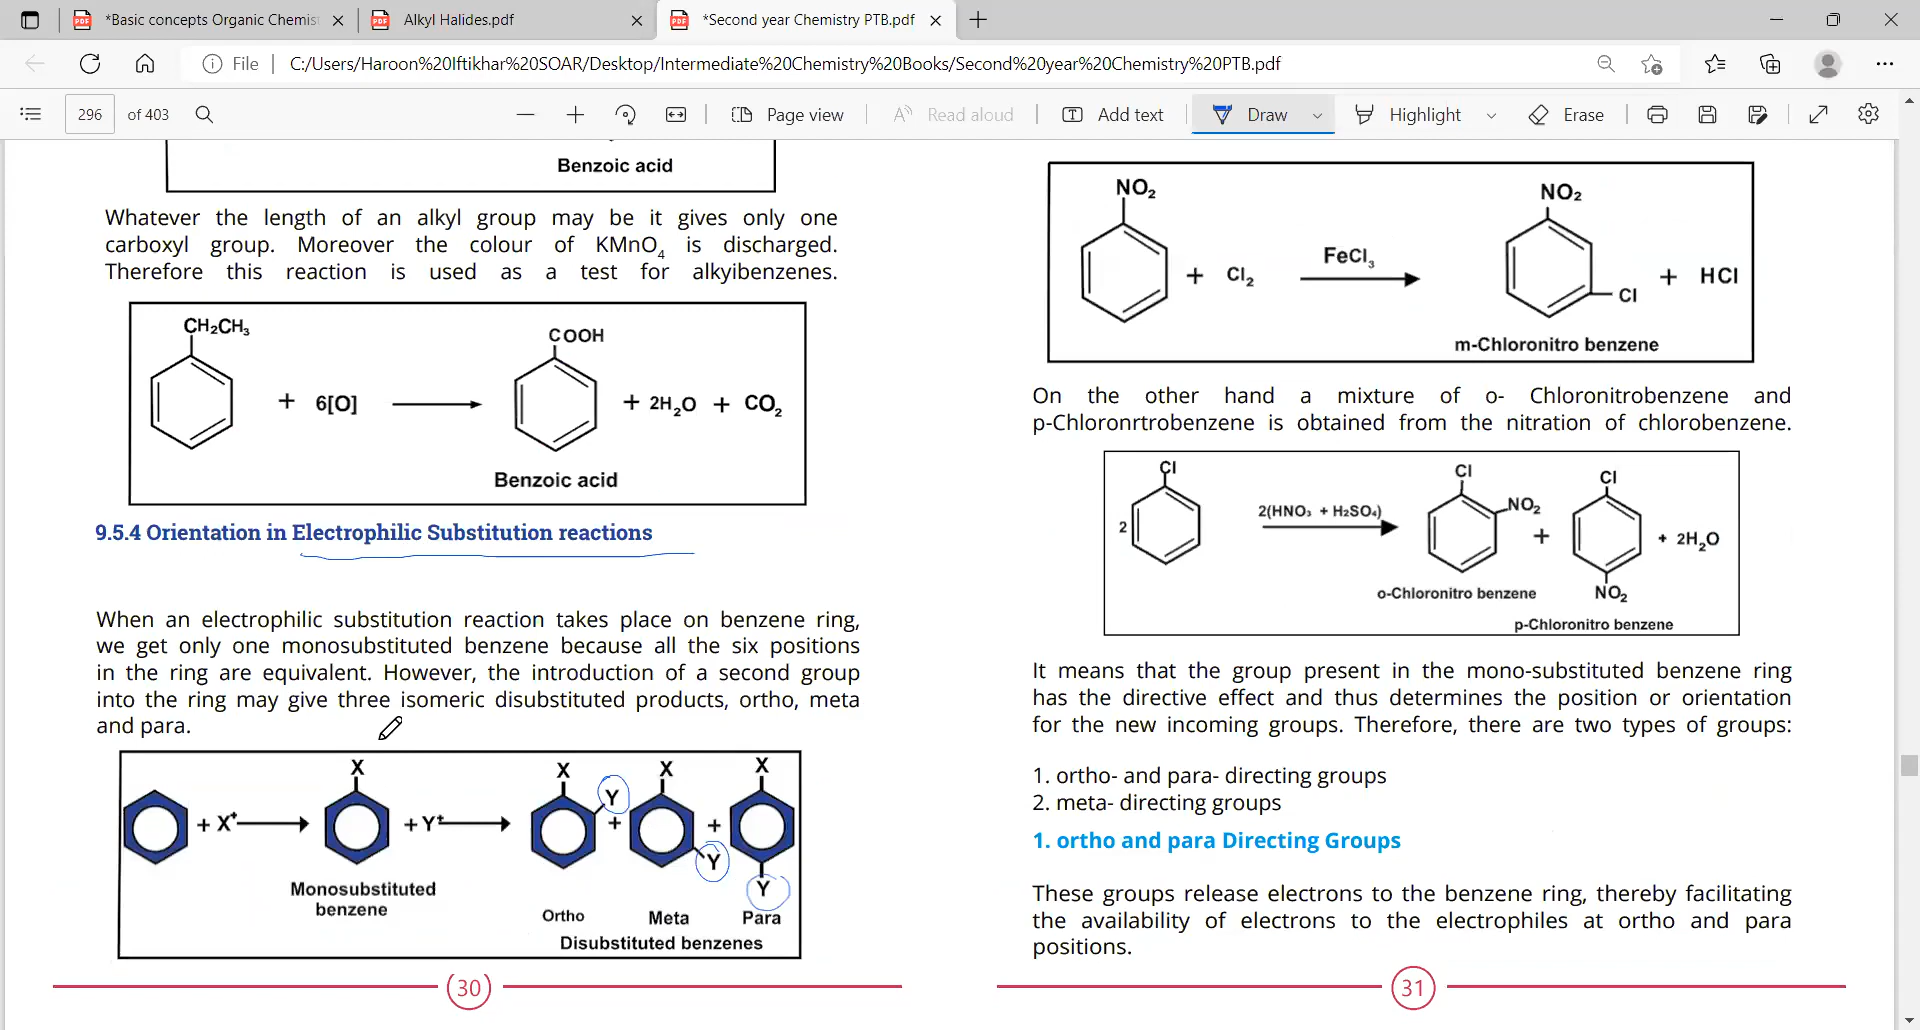 *Basic concepts Organic Chemis
Alkyl Halides.pdf
*Second year Chemistry PTB.pdf
File
C:/Users/Haroon%20Iftikhar%20SOAR/Desktop/Intermediate%20Chemistry%20Books/Second%20year%20Chemistry%20PTB.pdf
296 of 403
Page view
Read aloud
Add text
Draw
Highlight
Erase
Benzoic acid
Whatever the length of an alkyl group may be it gives only one
carboxyl group. Moreover the colour of KMnO₄ is discharged.
Therefore this reaction is used as a test for alkyibenzenes.
CH₂CH₃
+ 6[O]
COOH
+ 2H₂O + CO₂
Benzoic acid
9.5.4 Orientation in Electrophilic Substitution reactions
When an electrophilic substitution reaction takes place on benzene ring,
we get only one monosubstituted benzene because all the six positions
in the ring are equivalent. However, the introduction of a second group
into the ring may give three isomeric disubstituted products, ortho, meta
and para.
X
X
X
X
Y
+ X⁺
+ Y⁺
+
+
Y
Y
Monosubstituted
benzene
Ortho
Meta
Para
Disubstituted benzenes
30
NO₂
NO₂
+ Cl₂
FeCl₃
Cl
+ HCl
m-Chloronitro benzene
On the other hand a mixture of o- Chloronitrobenzene and
p-Chloronrtrobenzene is obtained from the nitration of chlorobenzene.
Cl
Cl
Cl
2
2(HNO₃ + H₂SO₄)
NO₂
+
+ 2H₂O
NO₂
o-Chloronitro benzene
p-Chloronitro benzene
It means that the group present in the mono-substituted benzene ring
has the directive effect and thus determines the position or orientation
for the new incoming groups. Therefore, there are two types of groups:
1. ortho- and para- directing groups
2. meta- directing groups
1. ortho and para Directing Groups
These groups release electrons to the benzene ring, thereby facilitating
the availability of electrons to the electrophiles at ortho and para
positions.
31